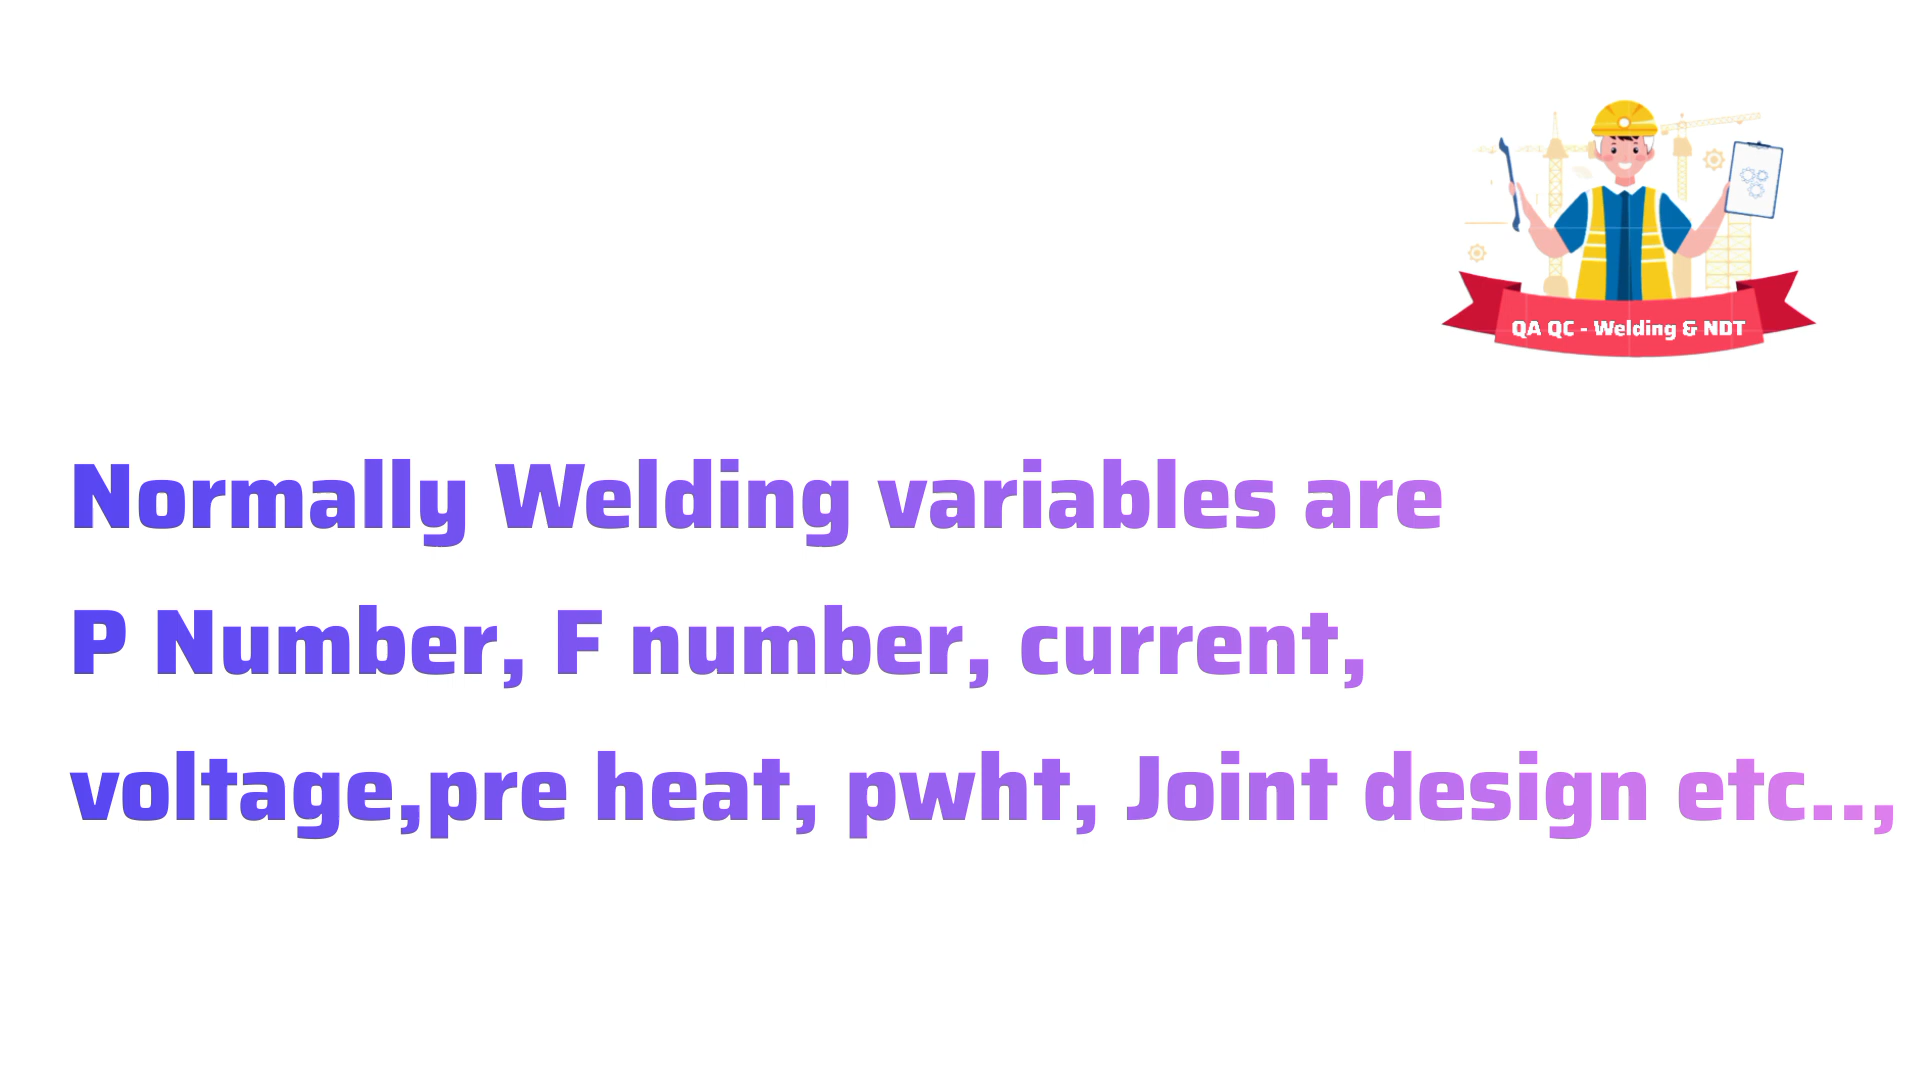 QA QC - Welding & NDT
Normally Welding variables are
P Number, F number, current,
voltage,pre heat, pwht, Joint design etc..,